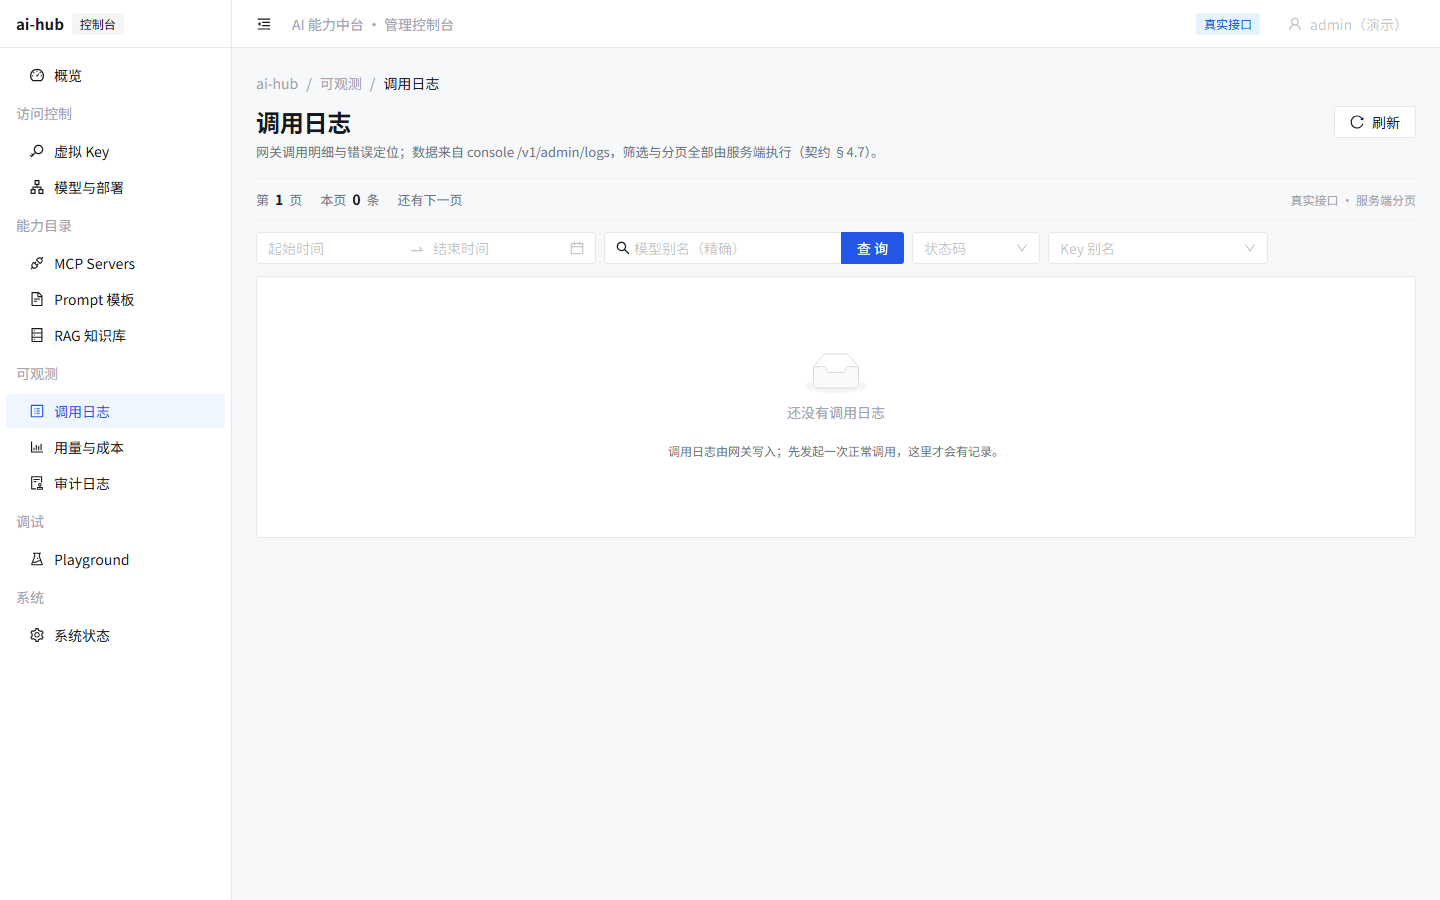 ai-hub 控制台
AI 能力中台 · 管理控制台
真实接口
admin（演示）
概览
访问控制
虚拟 Key
模型与部署
能力目录
MCP Servers
Prompt 模板
RAG 知识库
可观测
调用日志
用量与成本
审计日志
调试
Playground
系统
系统状态
ai-hub / 可观测 / 调用日志
调用日志
刷新
网关调用明细与错误定位；数据来自 console /v1/admin/logs，筛选与分页全部由服务端执行（契约 §4.7）。
第 1 页 本页 0 条 还有下一页
真实接口 · 服务端分页
起始时间 结束时间
模型别名（精确）
查 询
状态码
Key 别名
还没有调用日志
调用日志由网关写入；先发起一次正常调用，这里才会有记录。